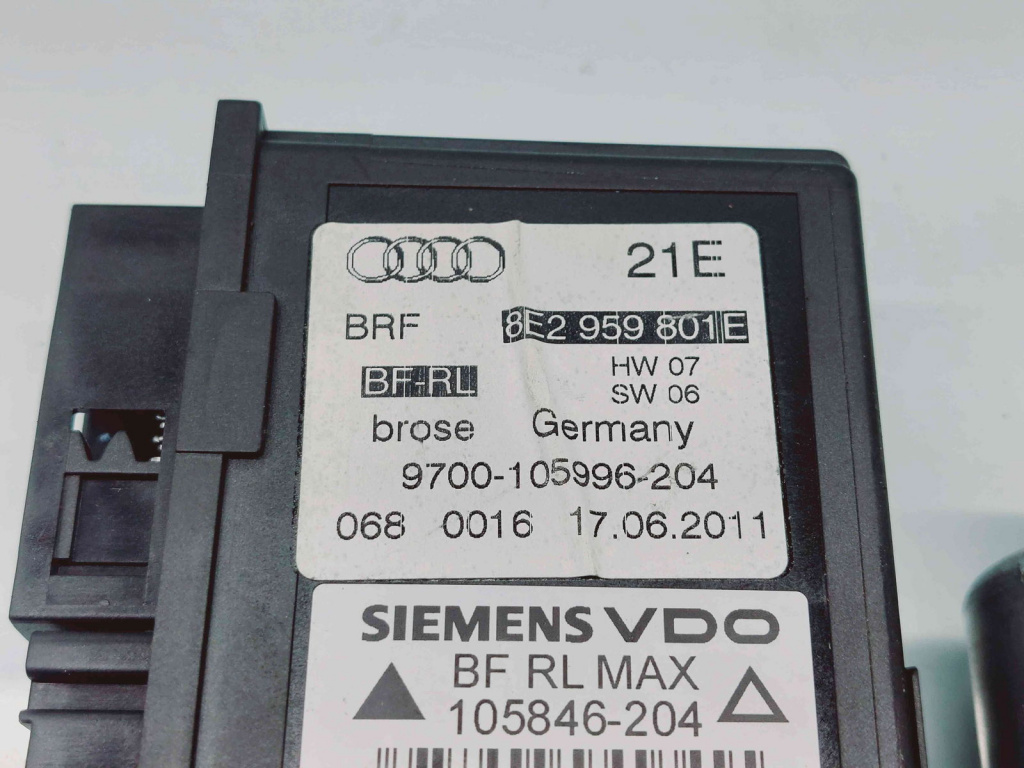 21E
BRF 8E2 959 801E
HW 07
BF-RL
SW 06
brose Germany
9700-105996-204
068 0016 17.06.2011
SIEMENS VDO
BF RL MAX
105846-204